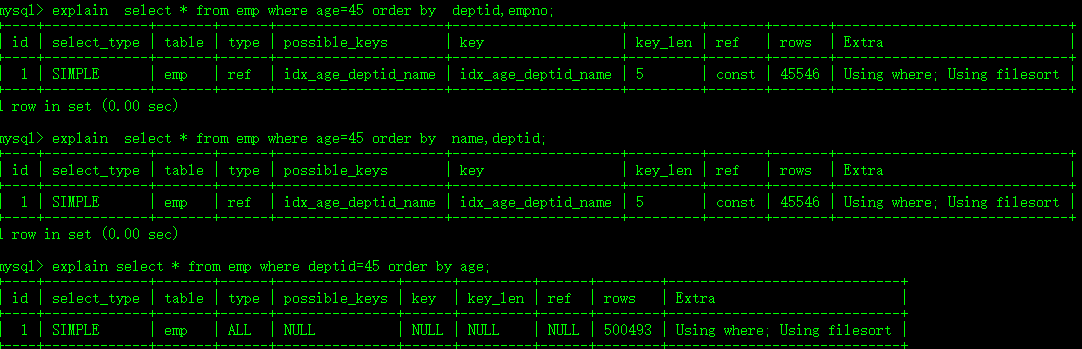 mysql> explain  select * from emp where age=45 order by  deptid,empno;
+----+-------------+-------+------+---------------------+---------------------+---------+-------+-------+-----------------------------+
| id | select_type | table | type | possible_keys       | key                 | key_len | ref   | rows  | Extra                       |
+----+-------------+-------+------+---------------------+---------------------+---------+-------+-------+-----------------------------+
|  1 | SIMPLE      | emp   | ref  | idx_age_deptid_name | idx_age_deptid_name | 5       | const | 45546 | Using where; Using filesort |
+----+-------------+-------+------+---------------------+---------------------+---------+-------+-------+-----------------------------+
1 row in set (0.00 sec)
mysql> explain  select * from emp where age=45 order by  name,deptid;
+----+-------------+-------+------+---------------------+---------------------+---------+-------+-------+-----------------------------+
| id | select_type | table | type | possible_keys       | key                 | key_len | ref   | rows  | Extra                       |
+----+-------------+-------+------+---------------------+---------------------+---------+-------+-------+-----------------------------+
|  1 | SIMPLE      | emp   | ref  | idx_age_deptid_name | idx_age_deptid_name | 5       | const | 45546 | Using where; Using filesort |
+----+-------------+-------+------+---------------------+---------------------+---------+-------+-------+-----------------------------+
1 row in set (0.00 sec)
mysql> explain select * from emp where deptid=45 order by age;
+----+-------------+-------+------+---------------+------+---------+------+--------+-----------------------------+
| id | select_type | table | type | possible_keys | key  | key_len | ref  | rows   | Extra                       |
+----+-------------+-------+------+---------------+------+---------+------+--------+-----------------------------+
|  1 | SIMPLE      | emp   | ALL  | NULL          | NULL | NULL    | NULL | 500493 | Using where; Using filesort |
+----+-------------+-------+------+---------------+------+---------+------+--------+-----------------------------+